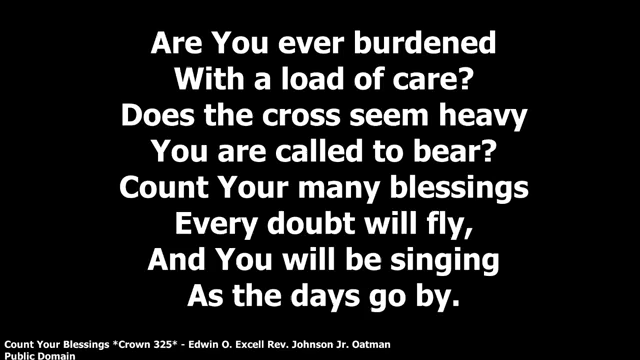 Are You ever burdened
With a load of care?
Does the cross seem heavy
You are called to bear?
Count Your many blessings
Every doubt will fly,
And You will be singing
As the days go by.
Count Your Blessings *Crown 325* - Edwin O. Excell Rev. Johnson Jr. Oatman
Public Domain